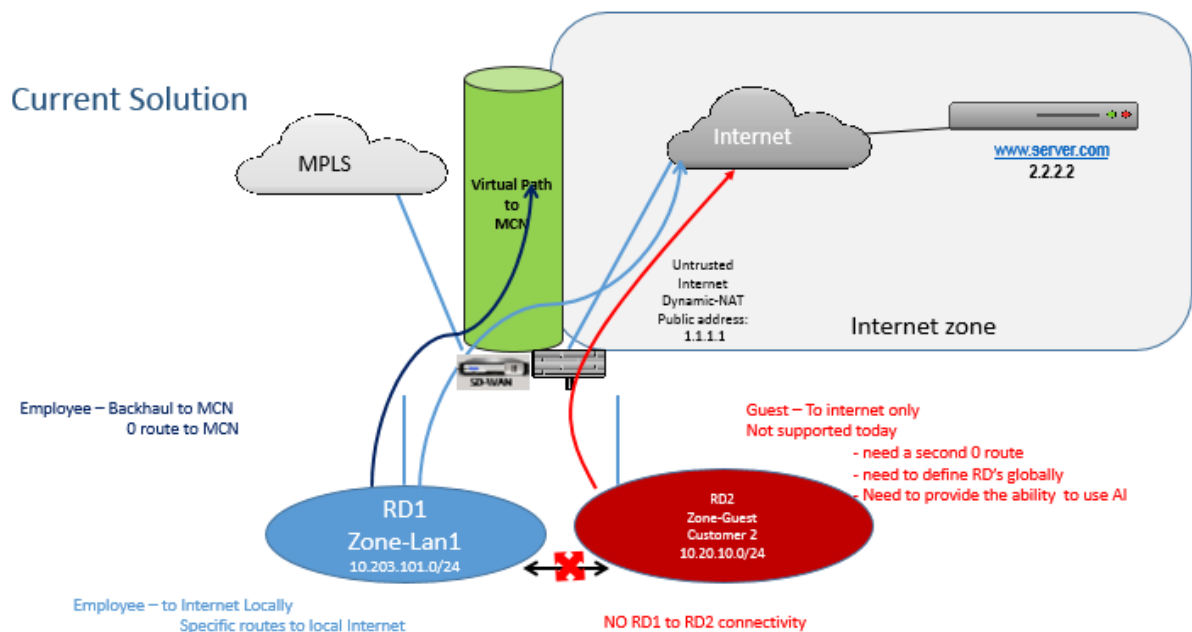 Current Solution
MPLS
Virtual Path
to
MCN
Internet
www.server.com
2.2.2.2
Untrusted
Internet
Dynamic-NAT
Public address:
1.1.1.1
Internet zone
SD-WAN
Employee – Backhaul to MCN
0 route to MCN
Guest – To internet only
Not supported today
- need a second 0 route
- need to define RD's globally
- Need to provide the ability to use AI
RD1
Zone-Lan1
10.203.101.0/24
RD2
Zone-Guest
Customer 2
10.20.10.0/24
Employee – to Internet Locally
Specific routes to local Internet
NO RD1 to RD2 connectivity